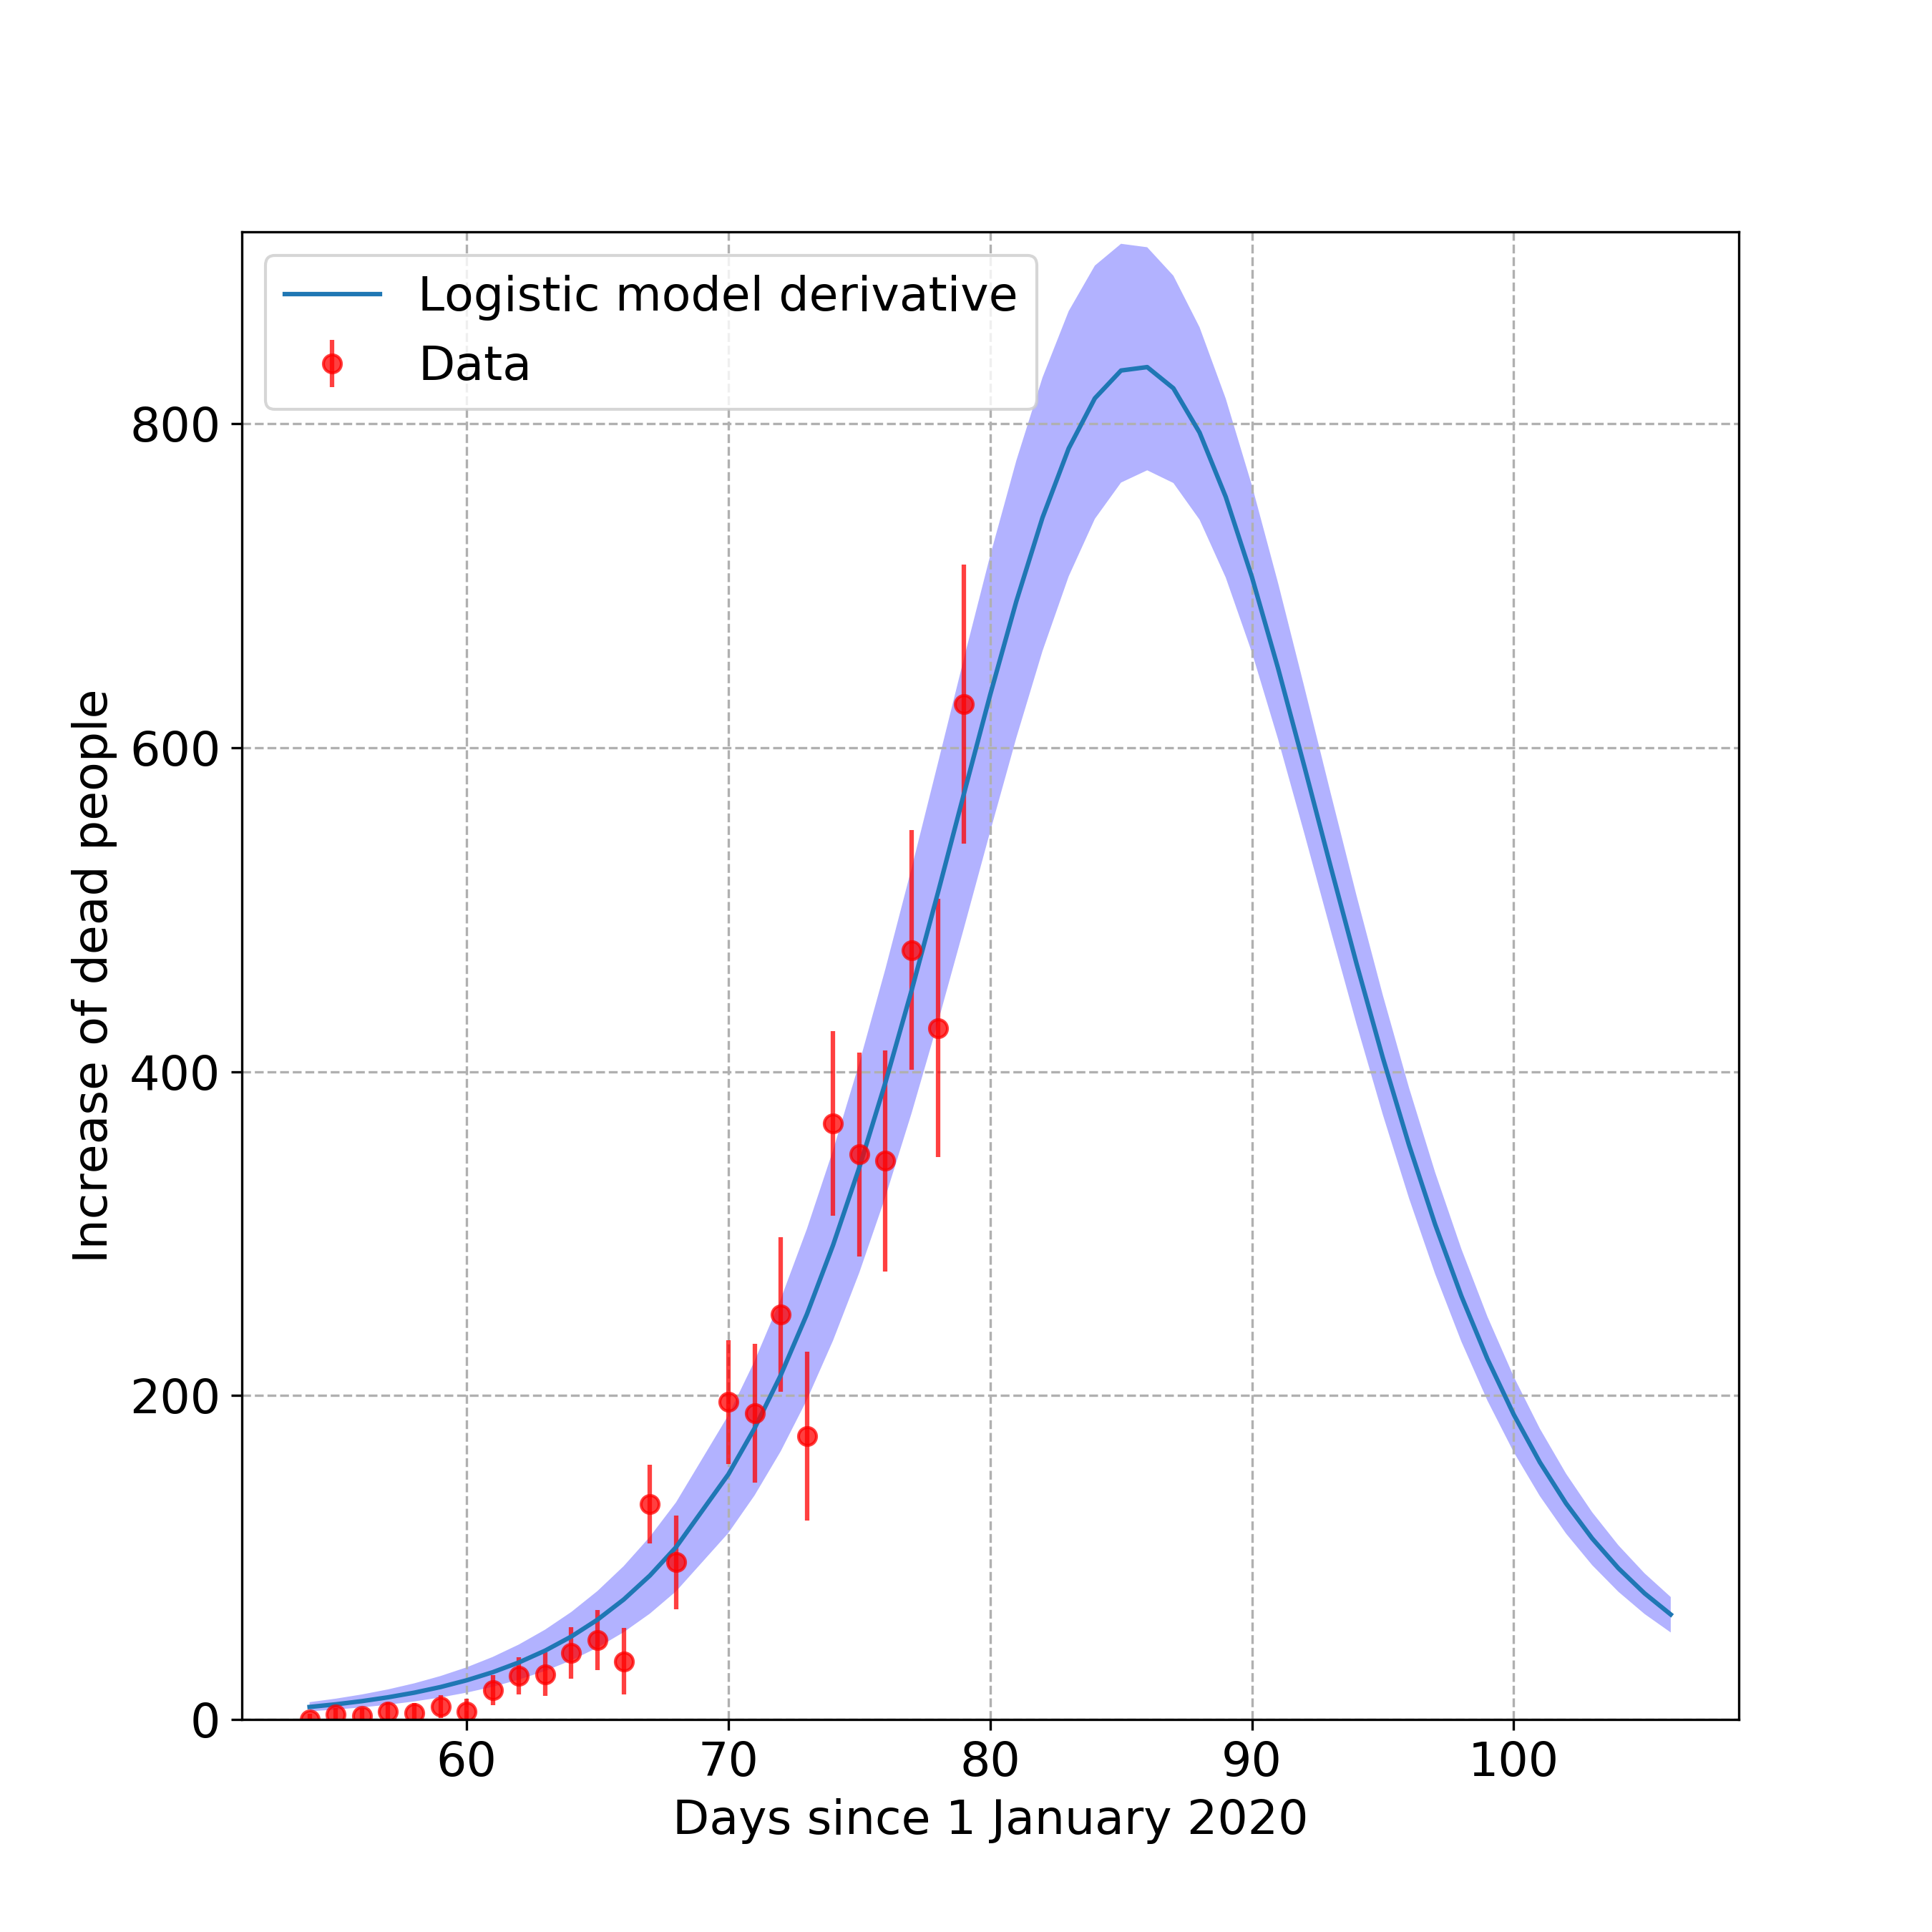 Logistic model derivative
Data
800
600
400
200
0
Increase of dead people
60 70 80 90 100
Days since 1 January 2020